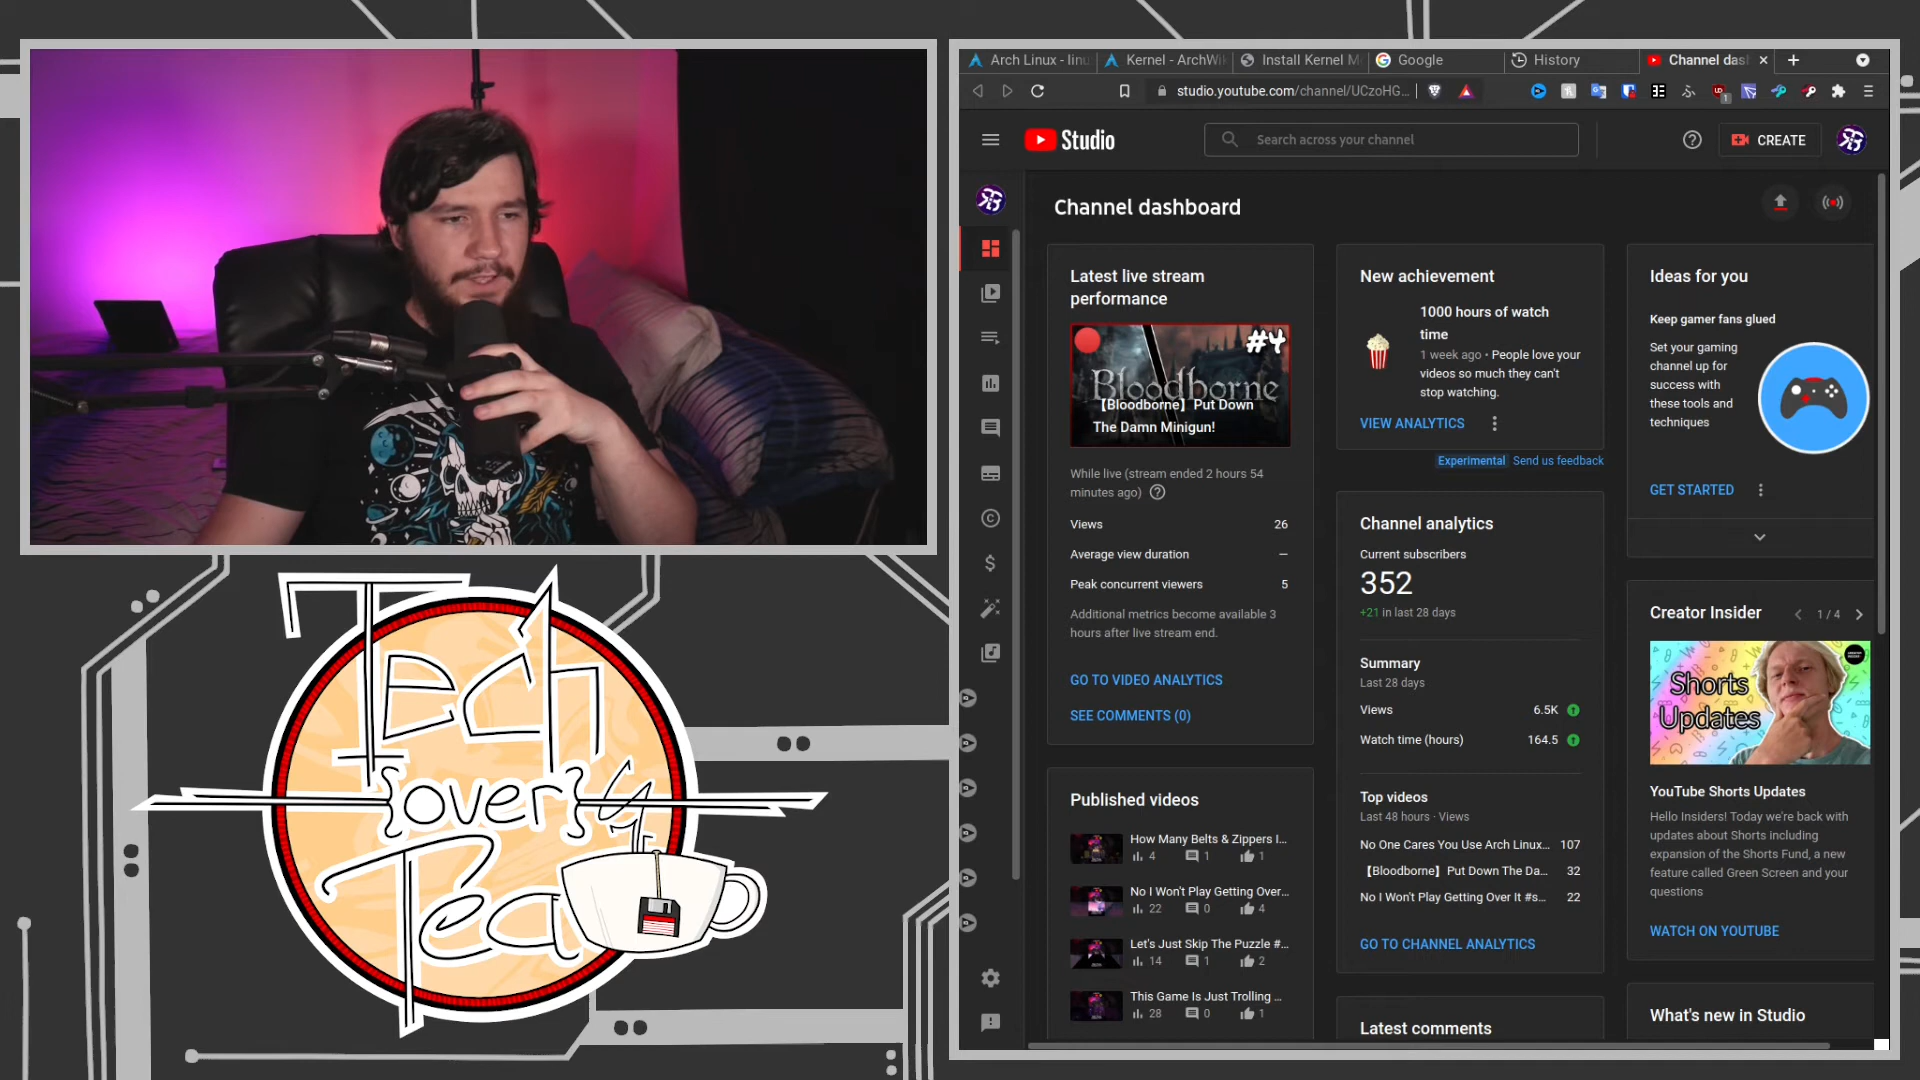 Tech
{over}
Tea
Arch Linux - linu
Kernel - ArchWik
Install Kernel M
Google
History
Channel das
studio.youtube.com/channel/UCzoHG...
1
Studio
Search across your channel
CREATE
Channel dashboard
Latest live stream
performance
#4
Bloodborne
【Bloodborne】Put Down
The Damn Minigun!
While live (stream ended 2 hours 54
minutes ago)
Views 26
Average view duration —
Peak concurrent viewers 5
Additional metrics become available 3
hours after live stream end.
GO TO VIDEO ANALYTICS
SEE COMMENTS (0)
Published videos
How Many Belts & Zippers I...
4 1 1
No I Won't Play Getting Over...
22 0 4
Let's Just Skip The Puzzle #...
14 1 2
This Game Is Just Trolling ...
28 0 1
New achievement
1000 hours of watch
time
1 week ago • People love your
videos so much they can't
stop watching.
VIEW ANALYTICS
Experimental Send us feedback
Channel analytics
Current subscribers
352
+21 in last 28 days
Summary
Last 28 days
Views 6.5K
Watch time (hours) 164.5
Top videos
Last 48 hours · Views
No One Cares You Use Arch Linux... 107
【Bloodborne】Put Down The Da... 32
No I Won't Play Getting Over It #s... 22
GO TO CHANNEL ANALYTICS
Latest comments
Ideas for you
Keep gamer fans glued
Set your gaming
channel up for
success with
these tools and
techniques
GET STARTED
Creator Insider
1 / 4
Shorts
Updates
YouTube Shorts Updates
Hello Insiders! Today we're back with
updates about Shorts including
expansion of the Shorts Fund, a new
feature called Green Screen and your
questions
WATCH ON YOUTUBE
What's new in Studio